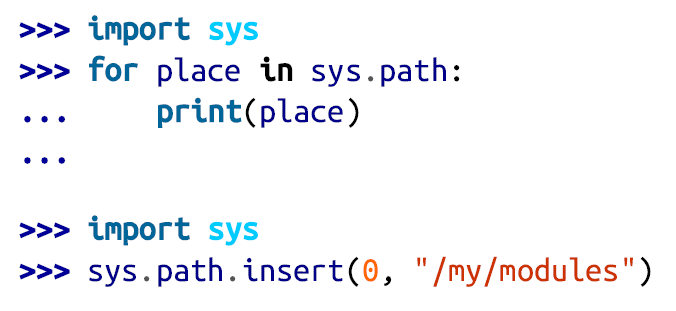 >>> import sys
>>> for place in sys.path:
...     print(place)
...
>>> import sys
>>> sys.path.insert(0, "/my/modules")